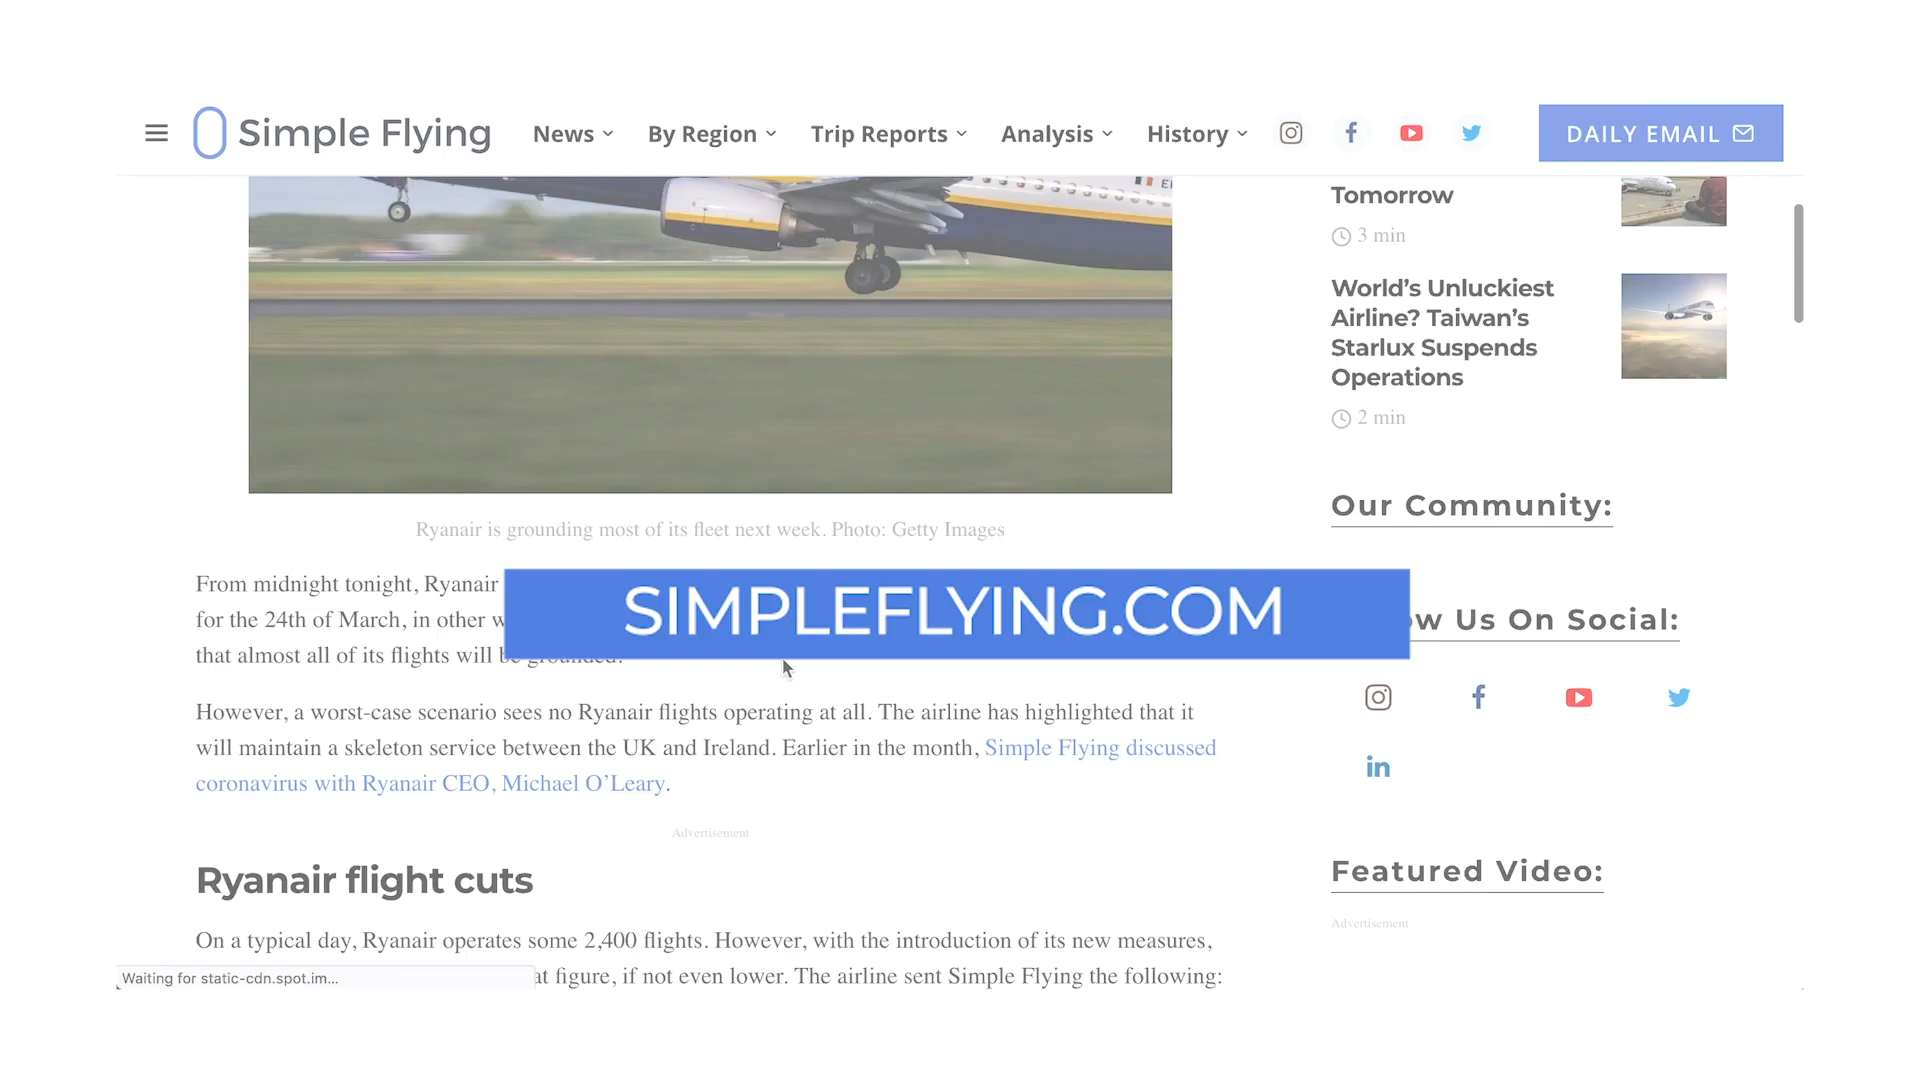 Simple Flying
News
By Region
Trip Reports
Analysis
History
DAILY EMAIL
Tomorrow
3 min
World’s Unluckiest
Airline? Taiwan’s
Starlux Suspends
Operations
2 min
Our Community:
Ryanair is grounding most of its fleet next week. Photo: Getty Images
From midnight tonight, Ryanair
for the 24th of March, in other
that almost all of its flights will be grounded.
SIMPLEFLYING.COM
Us On Social:
However, a worst-case scenario sees no Ryanair flights operating at all. The airline has highlighted that it
will maintain a skeleton service between the UK and Ireland. Earlier in the month, Simple Flying discussed
coronavirus with Ryanair CEO, Michael O’Leary.
Advertisement
Ryanair flight cuts
On a typical day, Ryanair operates some 2,400 flights. However, with the introduction of its new measures,
figure, if not even lower. The airline sent Simple Flying the following:
Waiting for static-cdn.spot.im...
Featured Video:
Advertisement